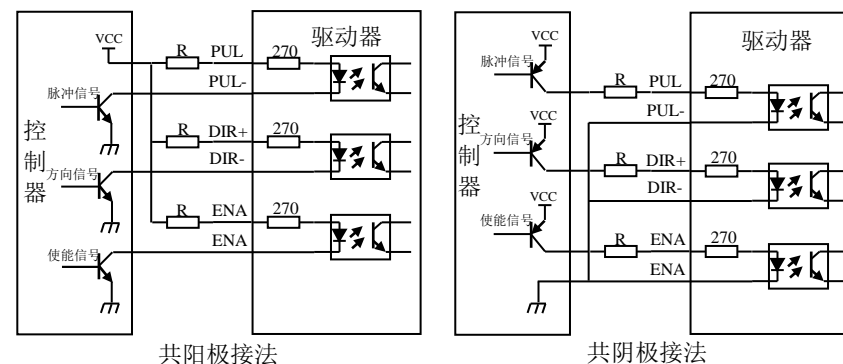 VCC
R
PUL
270
驱动器
脉冲信号
PUL-
控制器
R
DIR+
270
方向信号
DIR-
R
ENA
270
使能信号
ENA
共阳极接法
VCC
驱动器
脉冲信号
R
PUL
270
PUL-
VCC
控制器
方向信号
R
DIR+
270
DIR-
VCC
使能信号
R
ENA
270
ENA
共阴极接法